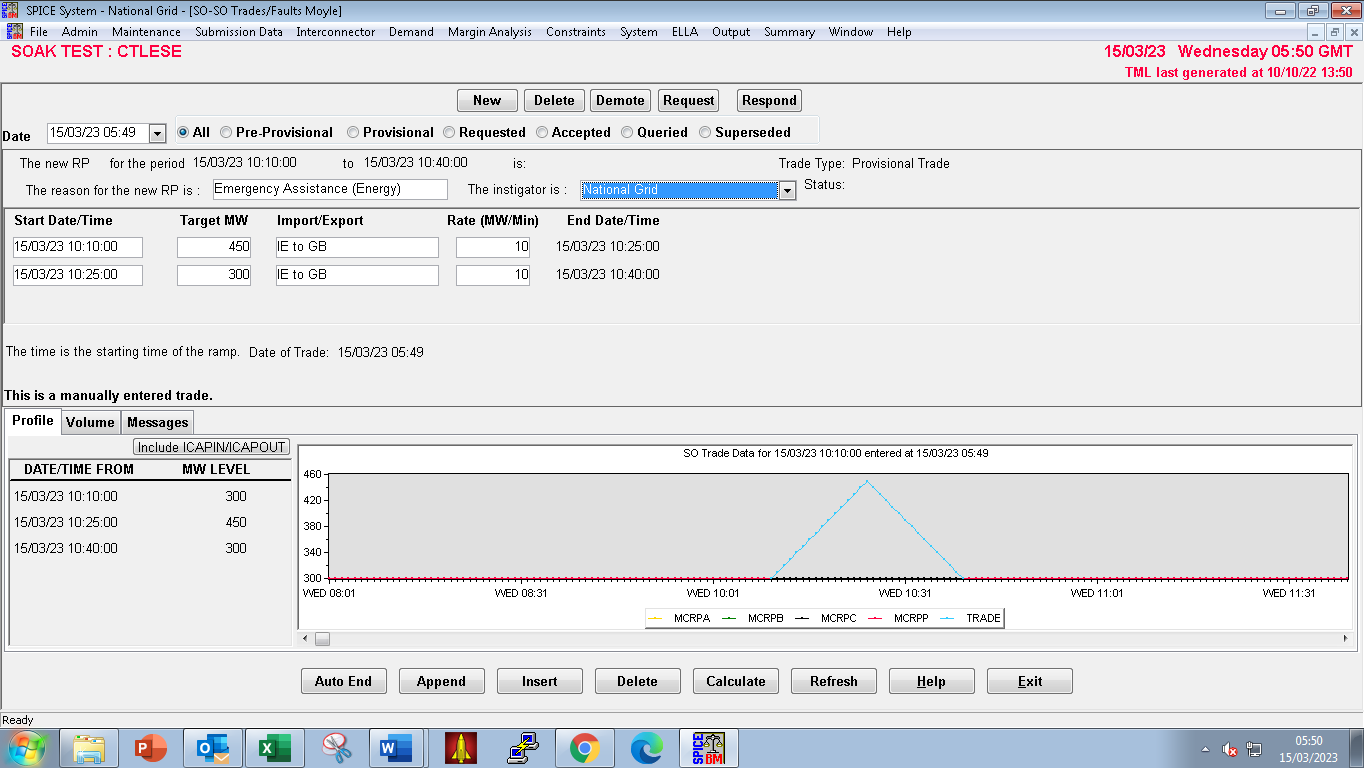 SPICE System - National Grid - [SO-SO Trades/Faults Moyle]
File Admin Maintenance Submission Data Interconnector Demand Margin Analysis Constraints System ELLA Output Summary Window Help
SOAK TEST : CTLESE 15/03/23 Wednesday 05:50 GMT
TML last generated at 10/10/22 13:50
New Delete Demote Request Respond
Date 15/03/23 05:49 All Pre-Provisional Provisional Requested Accepted Queried Superseded
The new RP for the period 15/03/23 10:10:00 to 15/03/23 10:40:00 is: Trade Type: Provisional Trade
The reason for the new RP is : Emergency Assistance (Energy) The instigator is : National Grid Status:
Start Date/Time Target MW Import/Export Rate (MW/Min) End Date/Time
15/03/23 10:10:00 450 IE to GB 10 15/03/23 10:25:00
15/03/23 10:25:00 300 IE to GB 10 15/03/23 10:40:00
The time is the starting time of the ramp. Date of Trade: 15/03/23 05:49
This is a manually entered trade.
Profile Volume Messages
Include ICAPIN/ICAPOUT
DATE/TIME FROM MW LEVEL
15/03/23 10:10:00 300
15/03/23 10:25:00 450
15/03/23 10:40:00 300
SO Trade Data for 15/03/23 10:10:00 entered at 15/03/23 05:49
460
420
380
340
300
WED 08:01 WED 08:31 WED 10:01 WED 10:31 WED 11:01 WED 11:31
MCRPA MCRPB MCRPC MCRPP TRADE
Auto End Append Insert Delete Calculate Refresh Help Exit
Ready
SPICE BMI
05:50
15/03/2023